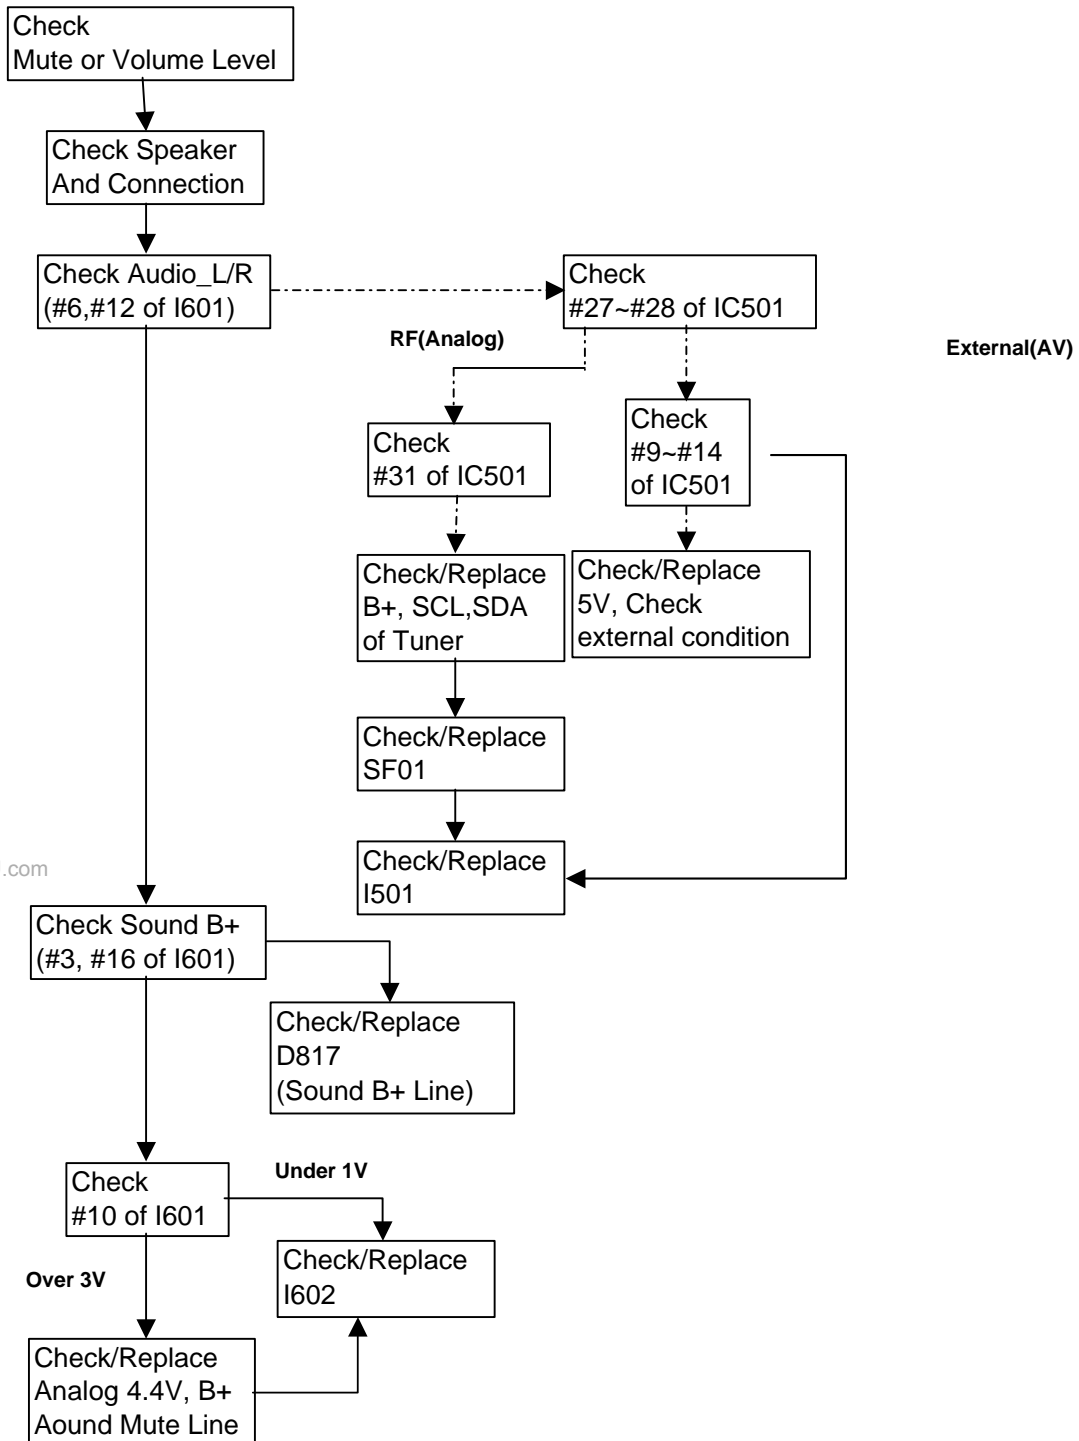 Check
Mute or Volume Level
Check Speaker
And Connection
Check Audio_L/R
(#6,#12 of I601)
Check
#27~#28 of IC501
RF(Analog)
External(AV)
Check
#31 of IC501
Check
#9~#14
of IC501
Check/Replace
B+, SCL,SDA
of Tuner
Check/Replace
5V, Check
external condition
Check/Replace
SF01
Check/Replace
I501
.com
Check Sound B+
(#3, #16 of I601)
Check/Replace
D817
(Sound B+ Line)
Check
#10 of I601
Under 1V
Check/Replace
I602
Over 3V
Check/Replace
Analog 4.4V, B+
Aound Mute Line